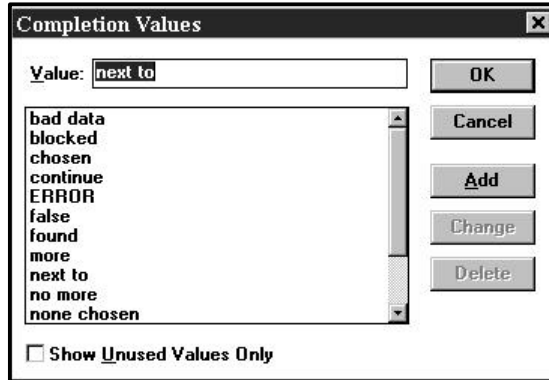 Completion Values
Value: next to
OK
bad data
blocked
chosen
continue
ERROR
false
found
more
next to
no more
none chosen
Cancel
Add
Change
Delete
Show Unused Values Only